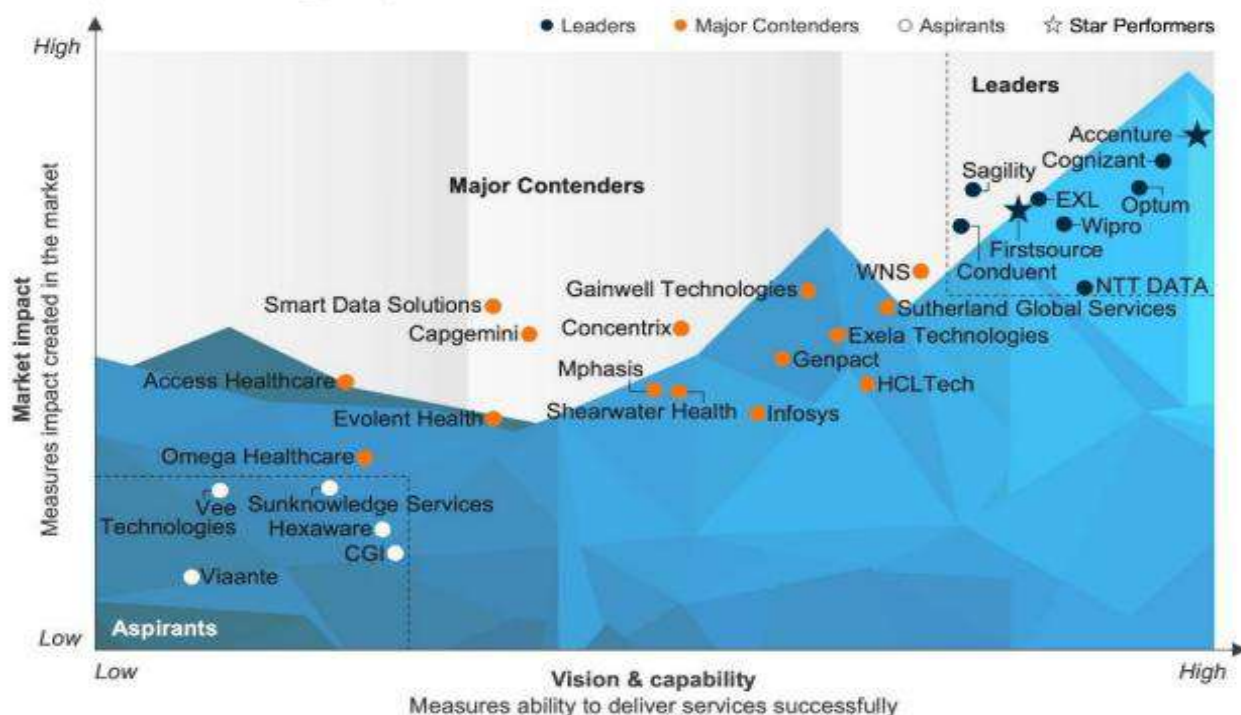 High
Leaders
Major Contenders
Aspirants
Star Performers
Leaders
Accenture
Cognizant
Sagility
Major Contenders
EXL
Optum
Wipro
Firstsource
WNS
Conduent
Gainwell Technologies
NTT DATA
Smart Data Solutions
Sutherland Global Services
Capgemini
Concentrix
Exela Technologies
Genpact
Mphasis
Access Healthcare
HCLTech
Shearwater Health
Infosys
Evolent Health
Omega Healthcare
Vee
Technologies
Sunknowledge Services
Hexaware
CGI
Viaante
Aspirants
Market impact
Measures impact created in the market
Low
Low
High
Vision & capability
Measures ability to deliver services successfully